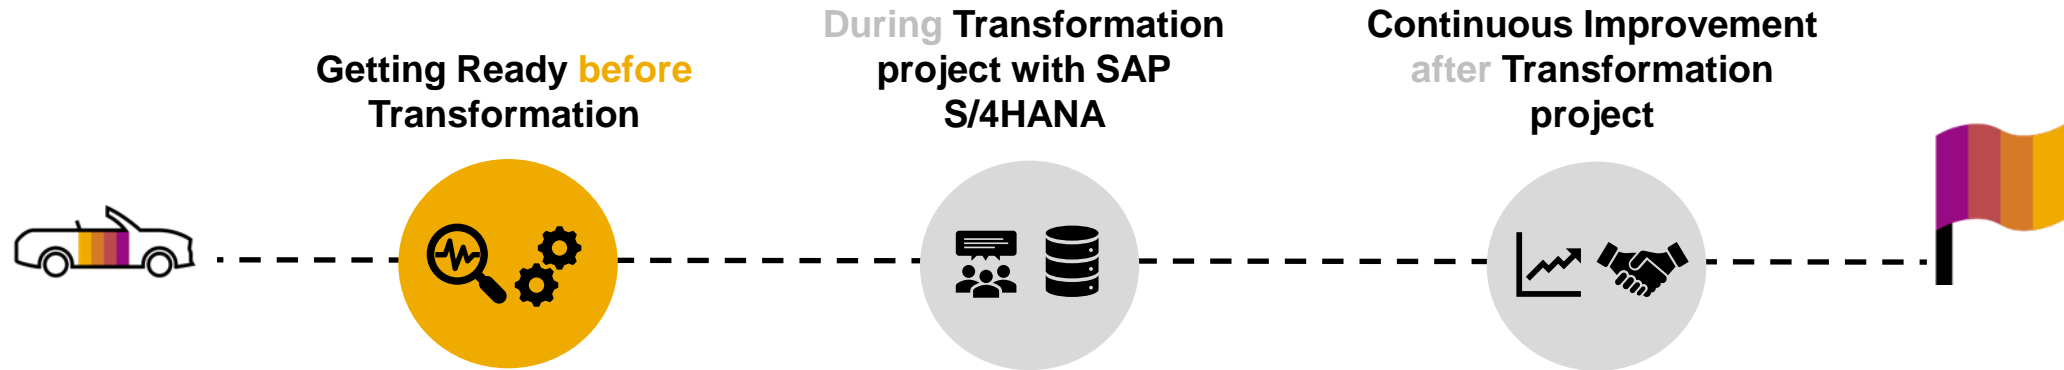 Getting Ready before
Transformation
During Transformation
project with SAP
S/4HANA
Continuous Improvement
after Transformation
project